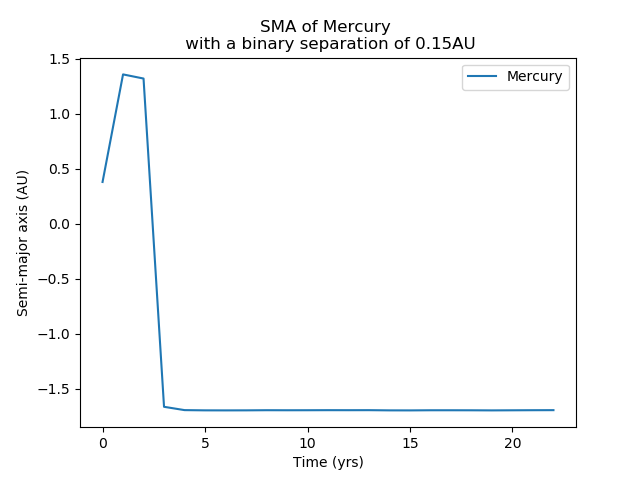 SMA of Mercury
with a binary separation of 0.15AU
Mercury
1.5
1.0
0.5
0.0
−0.5
−1.0
−1.5
Semi-major axis (AU)
0 5 10 15 20
Time (yrs)